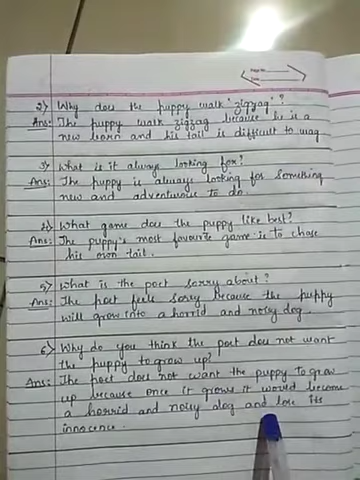 Page No.
Date
2) Why does the puppy walk 'zigzag'?
Ans: The puppy walk zigzag because he is a
new born and his tail is difficult to wag
3) What is it always looking for?
Ans: The puppy is always looking for something
new and adventurous to do.
4) What game does the puppy like best?
Ans: The puppy's most favourite game is to chase
his own tail.
5) What is the poet sorry about?
Ans: The poet feels sorry because the puppy
will grow into a horrid and noisy dog.
6) Why do you think the poet does not want
the puppy to grow up?
Ans: The poet does not want the puppy to grow
up because once it grows it would become
a horrid and noisy dog and lose its
innocence.